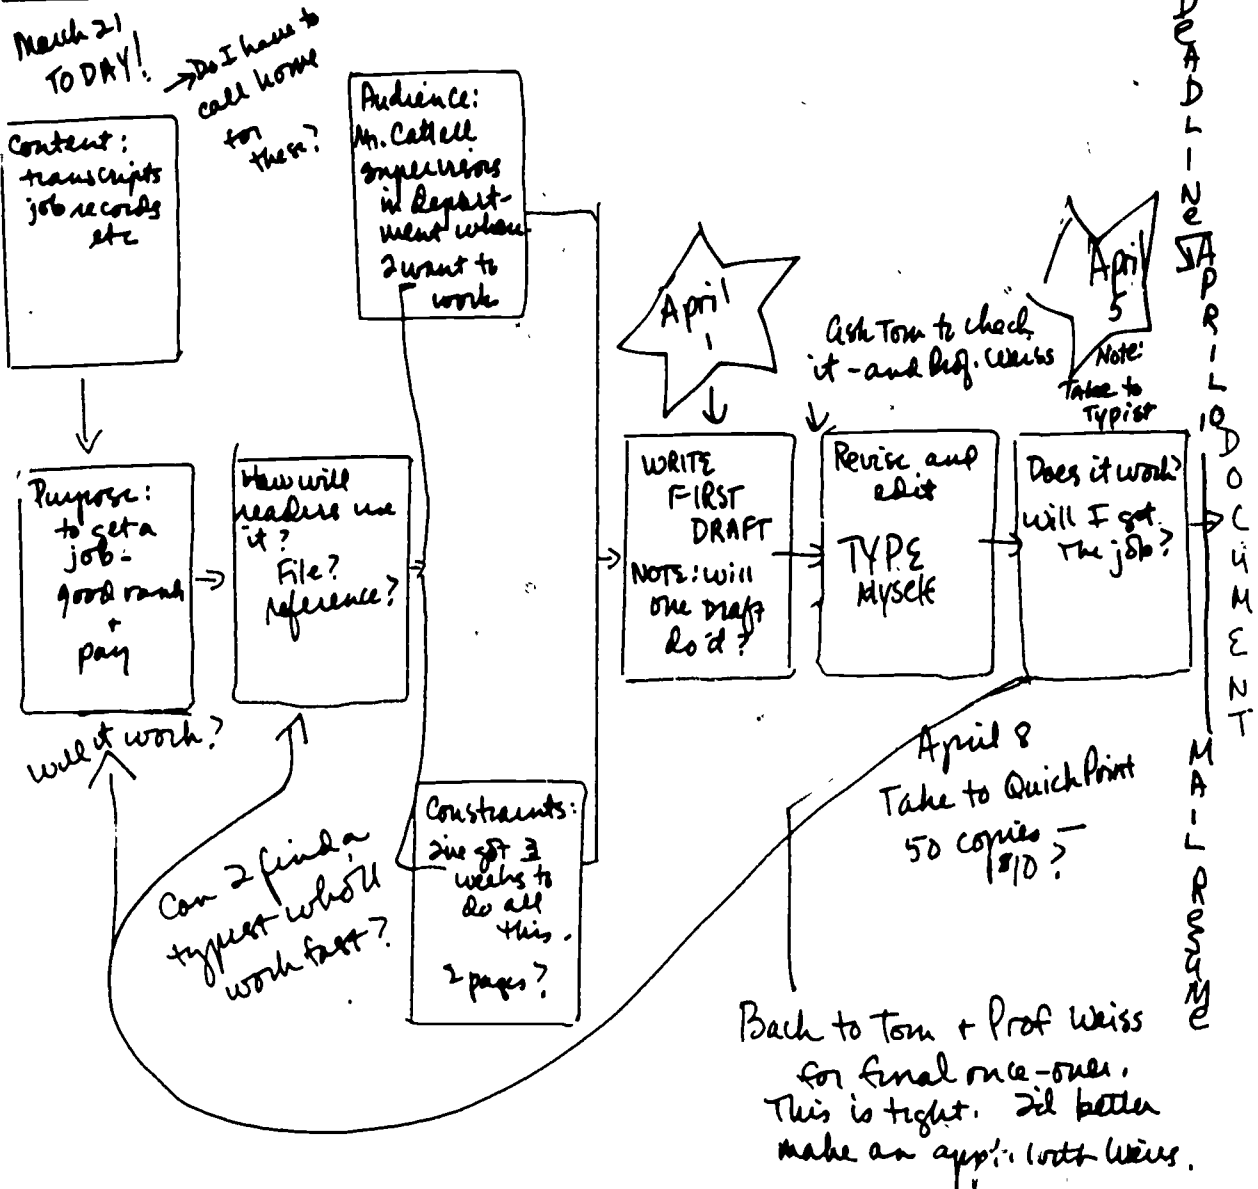 March 21
TODAY!
Do I have to
call home
for
these?
Content:
transcripts
job records
etc
Audience:
Mr. Cattell
supervisors
in Depart-
ment where
I want to
work
Purpose:
to get a
job -
good rank
+
pay
will it work?
How will
readers use
it?
File?
reference?
Can I find a
typist who'll
work fast?
Constraints:
I've got 3
weeks to
do all
this.
2 pages?
April
1
WRITE
FIRST
DRAFT
NOTE: will
one Draft
do it?
Ask Tom to check
it - and Prof. Weiss
Revise and
edit
TYPE
MYSELF
April
5
Note:
Take to
Typist
Does it work?
will I get
the job?
April 8
Take to QuickPoint
50 copies —
$10?
Back to Tom + Prof Weiss
for final once-over.
This is tight. I'd better
make an app't. with Weiss.
DeADLINe APRIL 10
DOCUMENT
MAIL ReSuMe